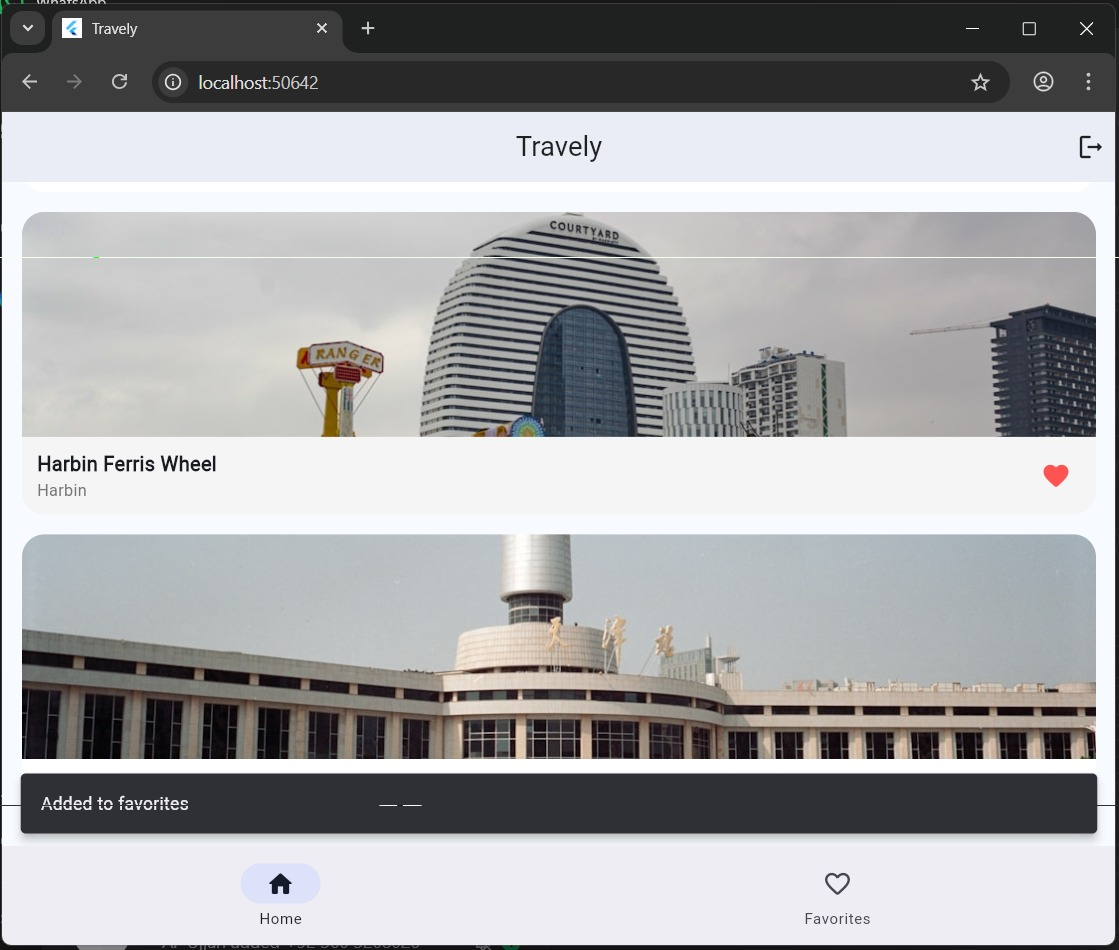 Travely
localhost:50642
Travely
COURTYARD
RANGER
Harbin Ferris Wheel
Harbin
天津站
Added to favorites
Home
Favorites